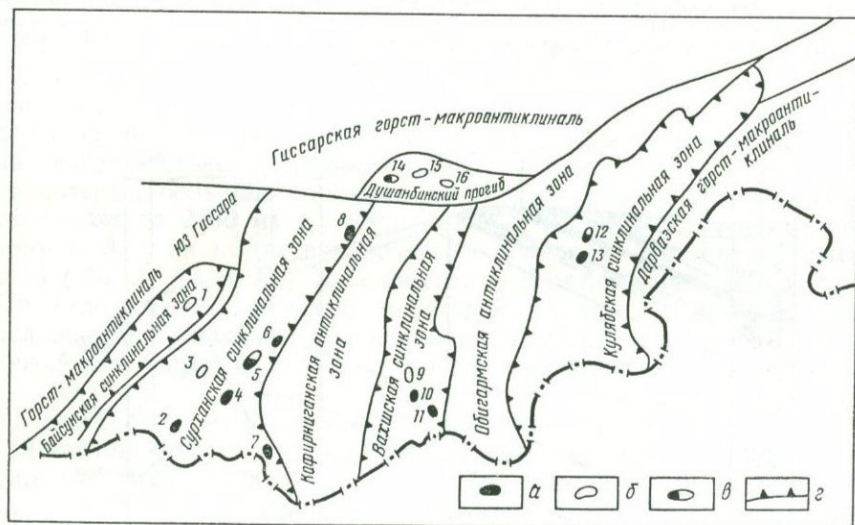 Гиссарская горст-макроантиклиналь
14
15
16
Душанбинский прогиб
Дарвазская горст-макроанти-
клиналь
Горст-макроантиклиналь юз Гиссара
Байсунская синклинальная зона
1
Сурханская синклинальная зона
2
3
4
5
6
7
8
Кафирниганская антиклинальная
зона
Вахшская синклинальная
зона
9
10
11
Обигармская антиклинальная зона
12
13
Кулябская синклинальная зона
а
б
в
г